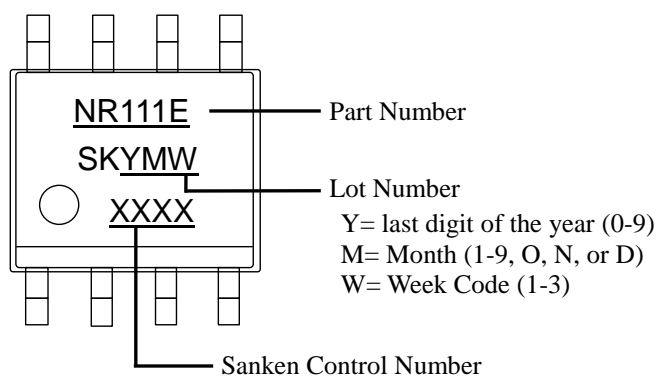 NR111E
Part Number
SKYMW
Lot Number
Y= last digit of the year (0-9)
M= Month (1-9, O, N, or D)
W= Week Code (1-3)
XXXX
Sanken Control Number